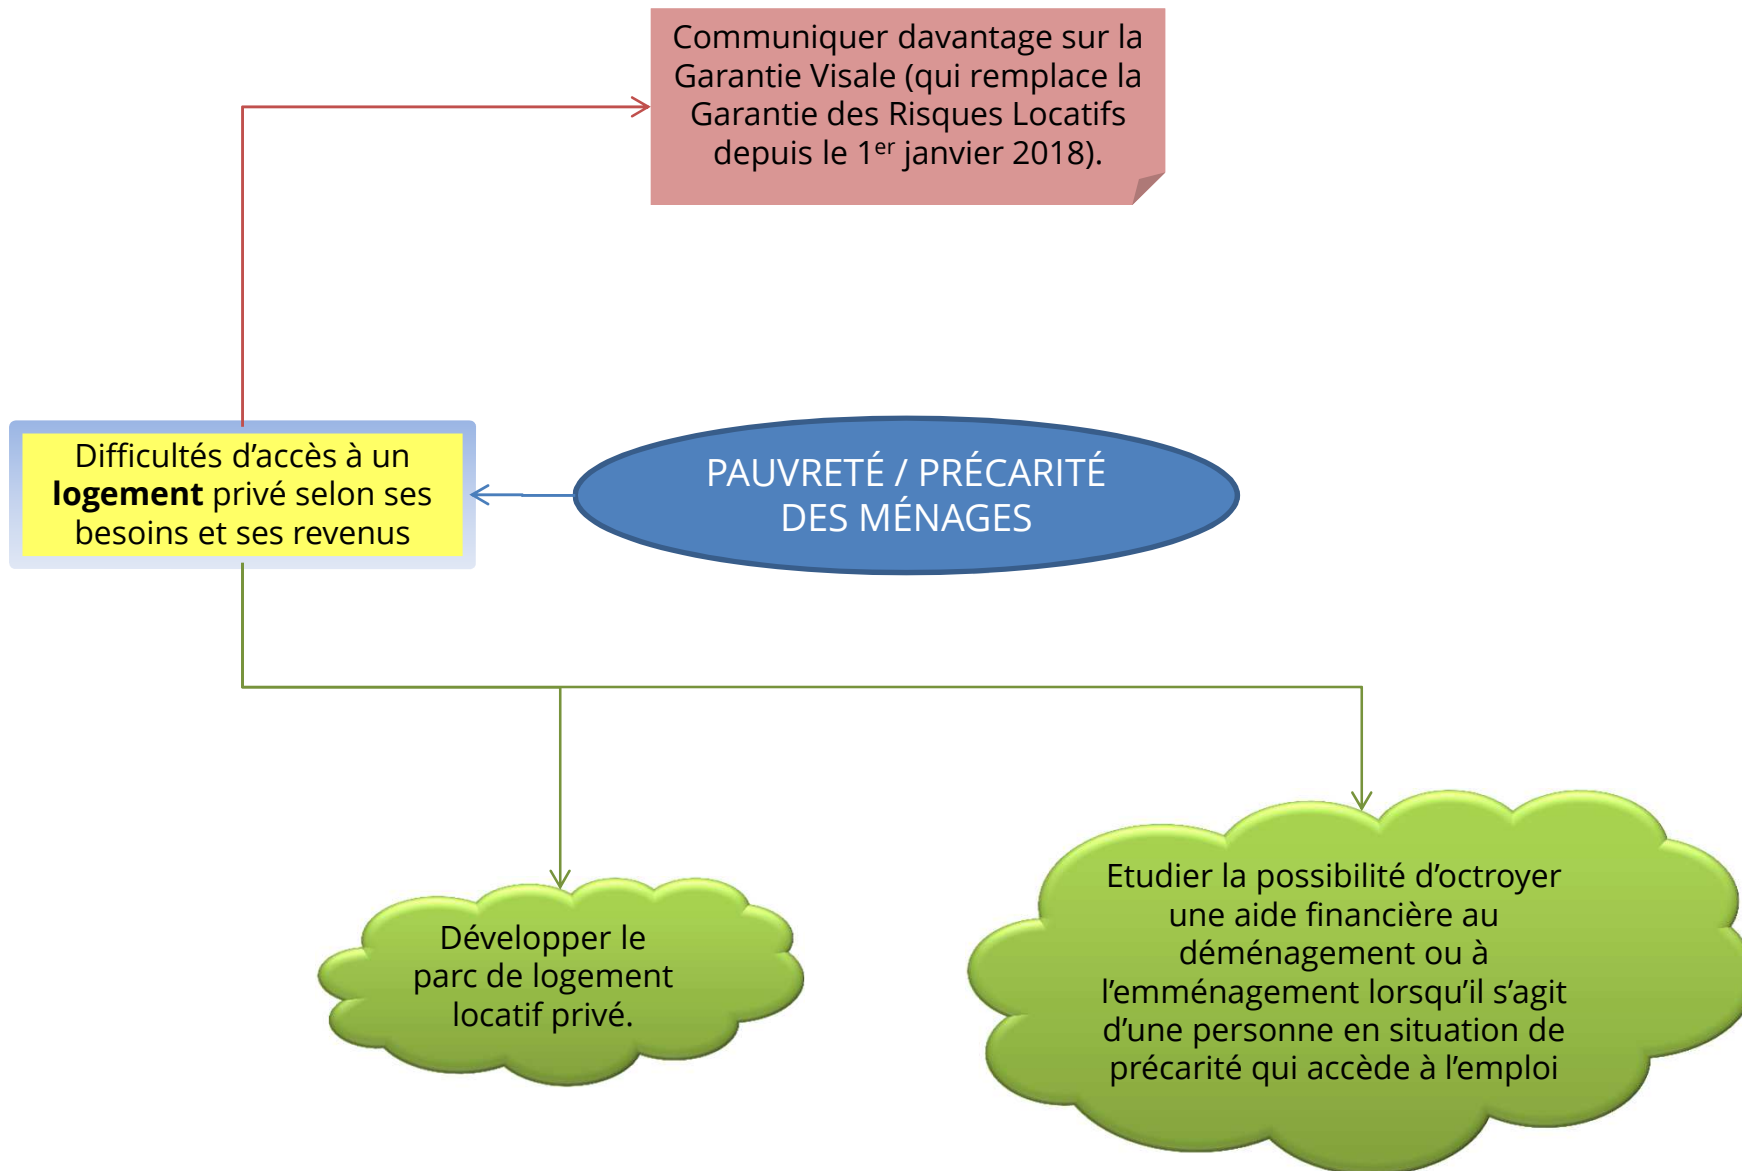 Communiquer davantage sur la
Garantie Visale (qui remplace la
Garantie des Risques Locatifs
depuis le 1er janvier 2018).
Difficultés d’accès à un
logement privé selon ses
besoins et ses revenus
PAUVRETÉ / PRÉCARITÉ
DES MÉNAGES
Développer le
parc de logement
locatif privé.
Etudier la possibilité d’octroyer
une aide financière au
déménagement ou à
l’emménagement lorsqu’il s’agit
d’une personne en situation de
précarité qui accède à l’emploi